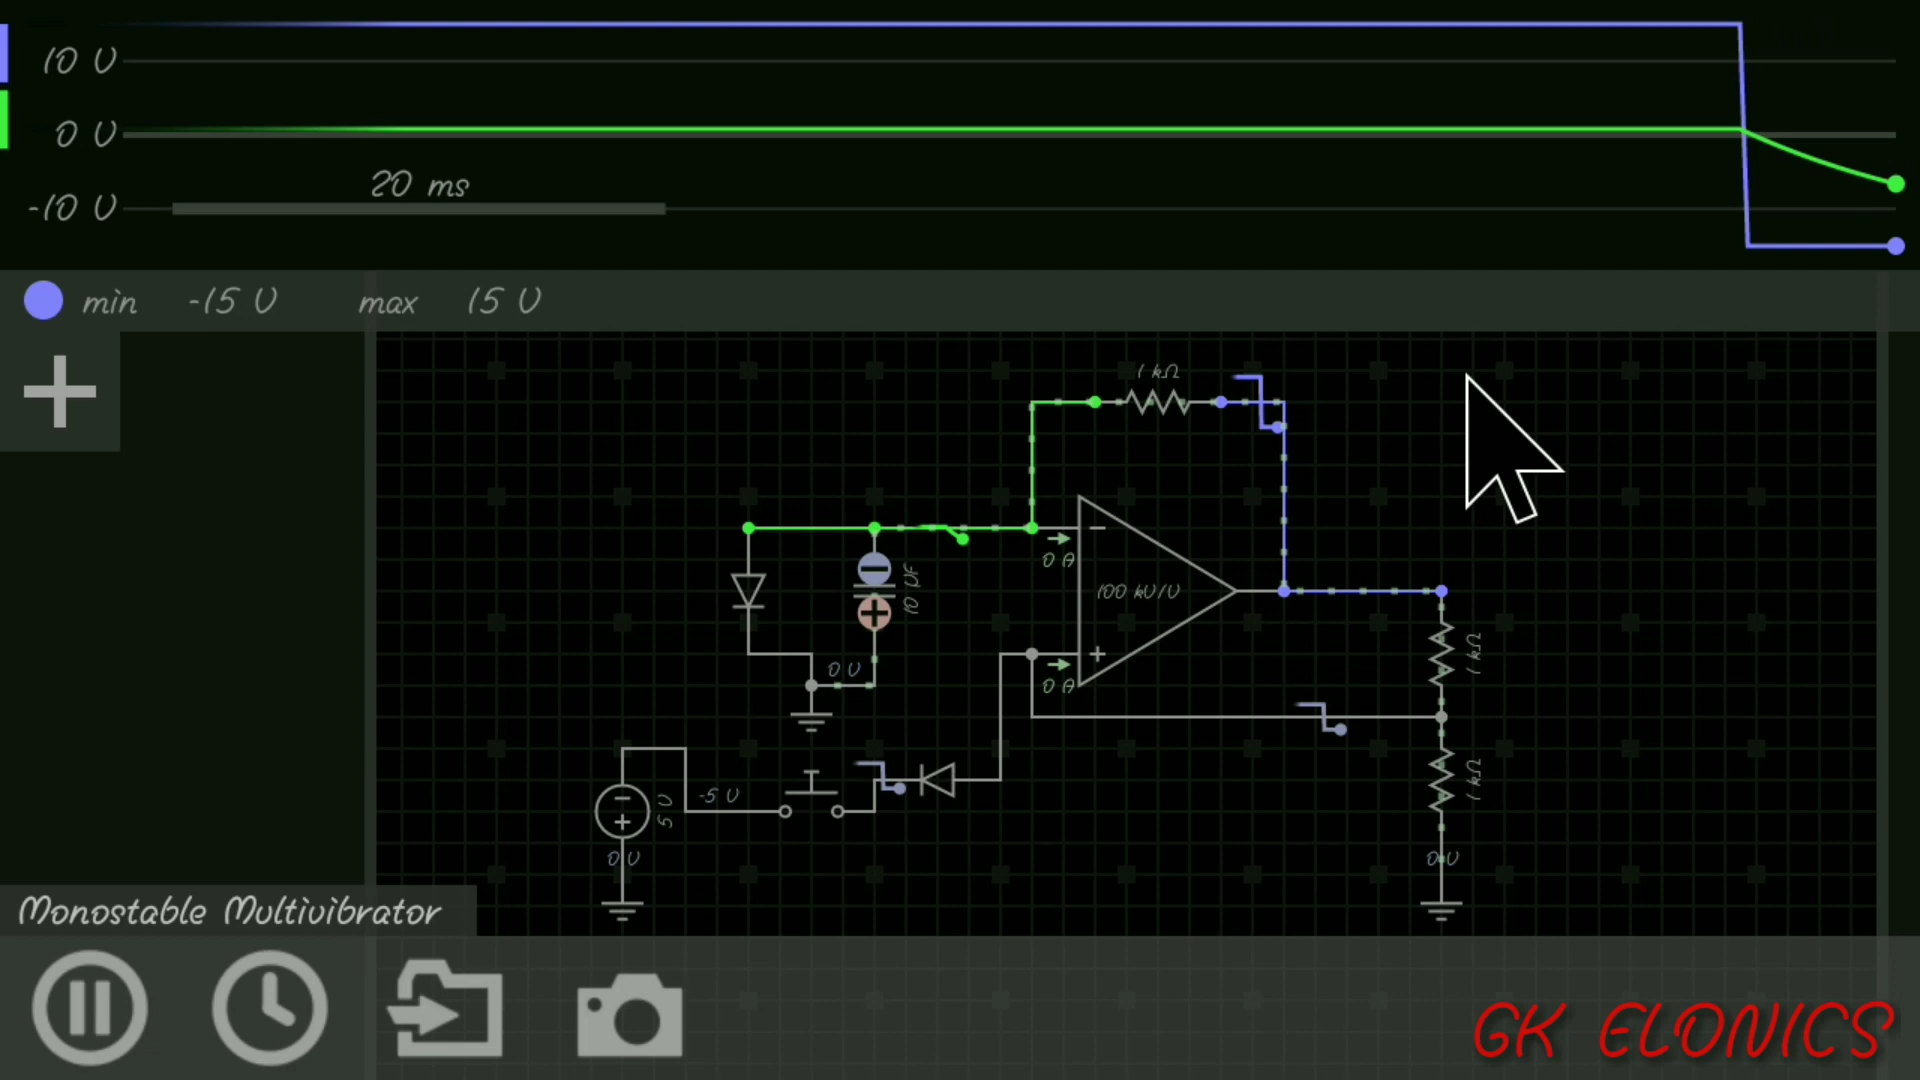 10 V
0 V
20 ms
-10 V
min -15 V max 15 V
1 kΩ
0 A
10 µF
100 kV/V
1 kΩ
0 V
0 A
-5 V
5 V
1 kΩ
0 V
0 V
Monostable Multivibrator
GK ELONICS